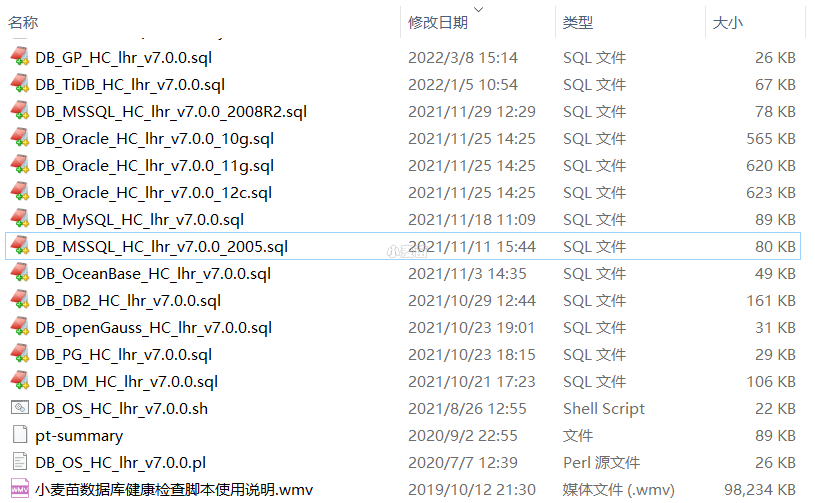 名称 修改日期 类型 大小
DB_GP_HC_lhr_v7.0.0.sql 2022/3/8 15:14 SQL 文件 26 KB
DB_TiDB_HC_lhr_v7.0.0.sql 2022/1/5 10:54 SQL 文件 67 KB
DB_MSSQL_HC_lhr_v7.0.0_2008R2.sql 2021/11/29 12:29 SQL 文件 78 KB
DB_Oracle_HC_lhr_v7.0.0_10g.sql 2021/11/25 14:25 SQL 文件 565 KB
DB_Oracle_HC_lhr_v7.0.0_11g.sql 2021/11/25 14:25 SQL 文件 620 KB
DB_Oracle_HC_lhr_v7.0.0_12c.sql 2021/11/25 14:25 SQL 文件 623 KB
DB_MySQL_HC_lhr_v7.0.0.sql 2021/11/18 11:09 SQL 文件 89 KB
DB_MSSQL_HC_lhr_v7.0.0_2005.sql 2021/11/11 15:44 SQL 文件 80 KB
小麦苗
DB_OceanBase_HC_lhr_v7.0.0.sql 2021/11/3 14:35 SQL 文件 49 KB
DB_DB2_HC_lhr_v7.0.0.sql 2021/10/29 12:44 SQL 文件 161 KB
DB_openGauss_HC_lhr_v7.0.0.sql 2021/10/23 19:01 SQL 文件 31 KB
DB_PG_HC_lhr_v7.0.0.sql 2021/10/23 18:15 SQL 文件 29 KB
DB_DM_HC_lhr_v7.0.0.sql 2021/10/21 17:23 SQL 文件 106 KB
DB_OS_HC_lhr_v7.0.0.sh 2021/8/26 12:55 Shell Script 22 KB
pt-summary 2020/9/2 22:55 文件 89 KB
DB_OS_HC_lhr_v7.0.0.pl 2020/7/7 12:39 Perl 源文件 26 KB
小麦苗数据库健康检查脚本使用说明.wmv 2019/10/12 21:30 媒体文件 (.wmv) 98,234 KB